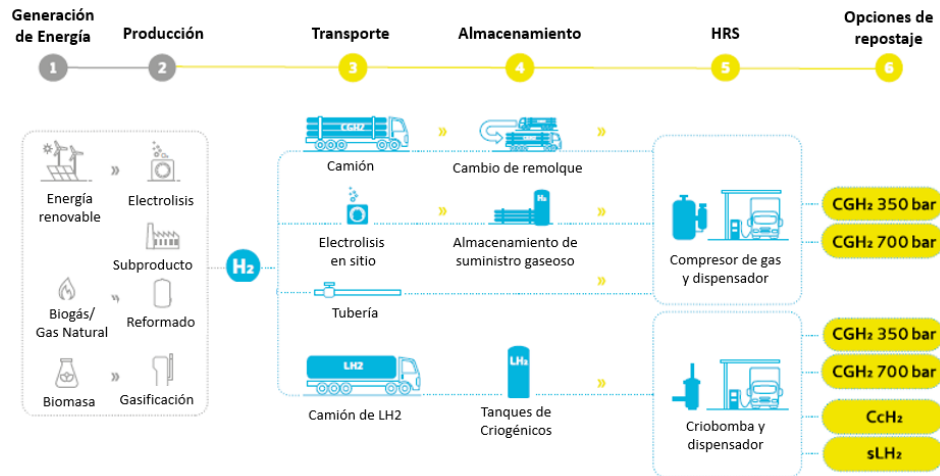 Generación
de Energía
Producción
Transporte
Almacenamiento
HRS
Opciones de
repostaje
1
2
3
4
5
6
Energía
renovable
Electrolisis
Subproducto
Biogás/
Gas Natural
Reformado
Biomasa
Gasificación
H₂
CGH2
Camión
Cambio de remolque
Electrolisis
en sitio
H₂
Almacenamiento de
suministro gaseoso
Tubería
LH2
Camión de LH2
LH₂
Tanques de
Criogénicos
Compresor de gas
y dispensador
Criobomba y
dispensador
CGH₂ 350 bar
CGH₂ 700 bar
CGH₂ 350 bar
CGH₂ 700 bar
CcH₂
sLH₂